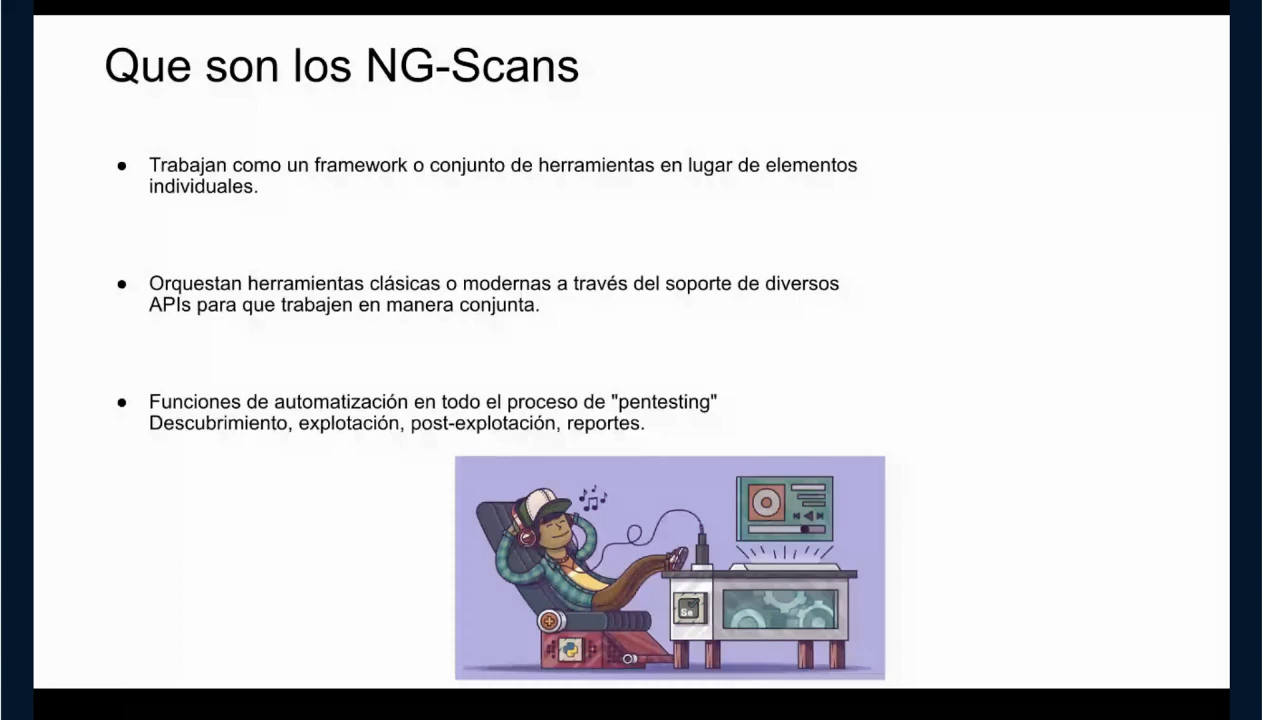 Que son los NG-Scans
● Trabajan como un framework o conjunto de herramientas en lugar de elementos
individuales.
● Orquestan herramientas clásicas o modernas a través del soporte de diversos
APIs para que trabajen en manera conjunta.
● Funciones de automatización en todo el proceso de "pentesting"
Descubrimiento, explotación, post-explotación, reportes.
Se